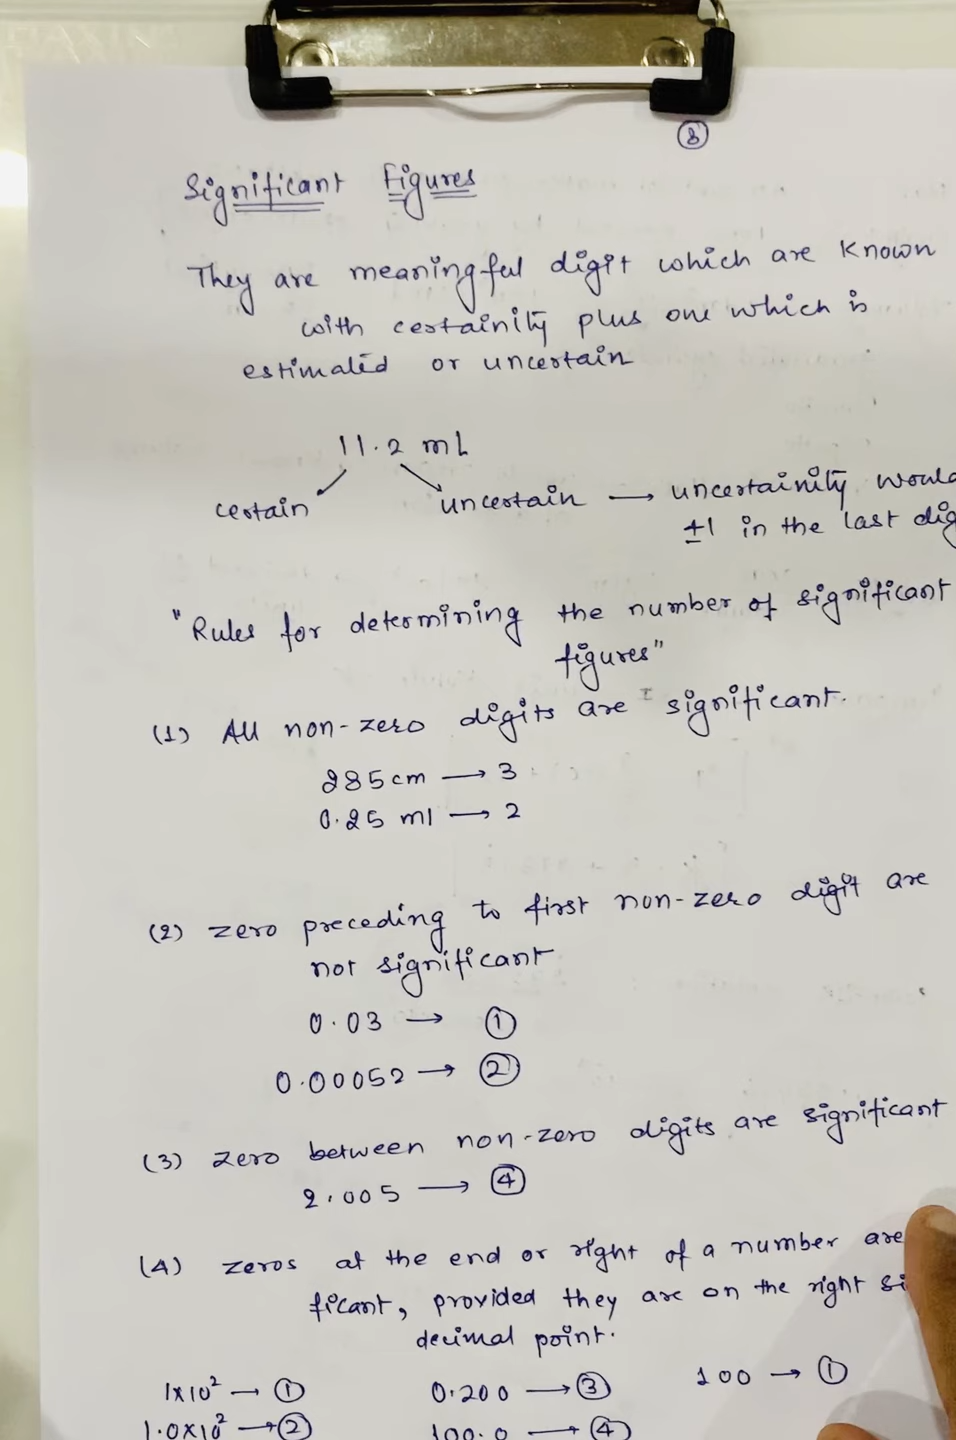 8
Significant Figures
They are meaningful digit which are known
with certainity plus one which is
estimated or uncertain
11.2 mL
certain uncertain → uncertainity would
±1 in the last dig
"Rules for determining the number of significant
figures"
(1) All non-zero digits are significant.
285 cm → 3
0.25 ml → 2
(2) zero preceding to first non-zero digit are
not significant
0.03 → 1
0.00052 → 2
(3) zero between non-zero digits are significant
2.005 → 4
(4) zeros at the end or right of a number are
ficant, provided they are on the right si
decimal point.
1x10² → 1 0.200 → 3 100 → 1
1.0x10² → 2 100.0 → 4